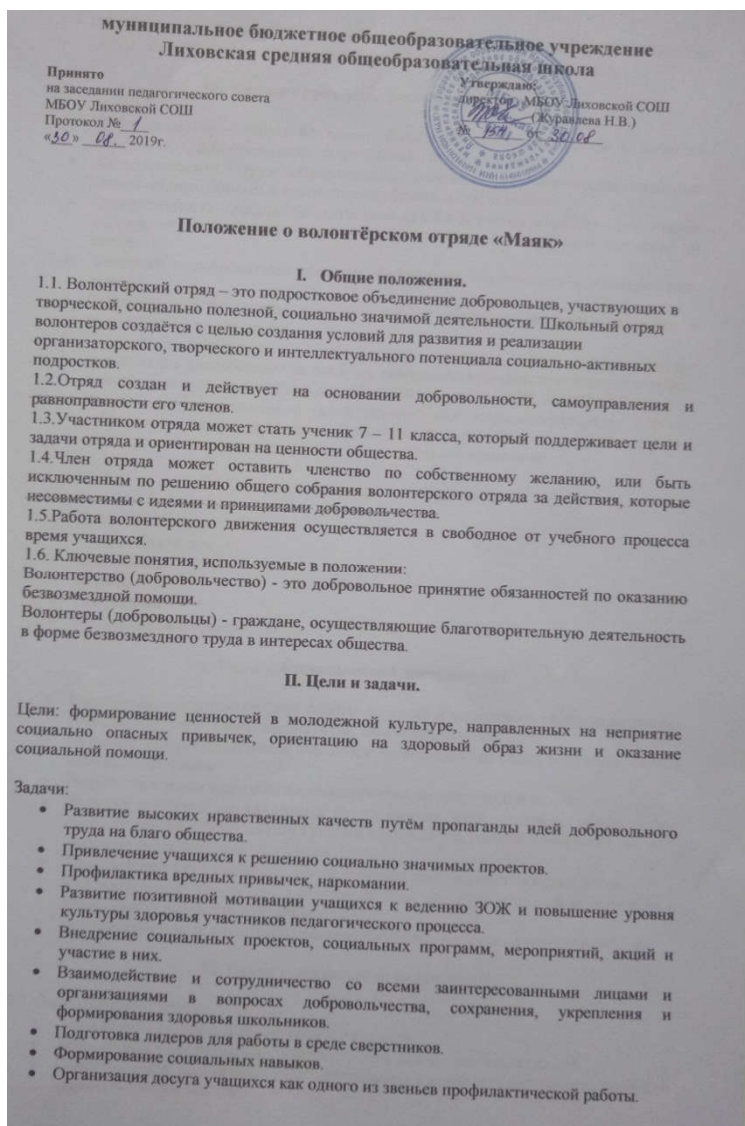 муниципальное бюджетное общеобразовательное учреждение
Лиховская средняя общеобразовательная школа
Принято
на заседании педагогического совета
МБОУ Лиховской СОШ
Протокол № 1
«30» 08. 2019г.
Утверждаю:
директор МБОУ Лиховской СОШ
(Журавлева Н.В.)
№ от 30.08
Положение о волонтёрском отряде «Маяк»
I. Общие положения.
1.1. Волонтёрский отряд – это подростковое объединение добровольцев, участвующих в
творческой, социально полезной, социально значимой деятельности. Школьный отряд
волонтеров создаётся с целью создания условий для развития и реализации
организаторского, творческого и интеллектуального потенциала социально-активных
подростков.
1.2.Отряд создан и действует на основании добровольности, самоуправления и
равноправности его членов.
1.3.Участником отряда может стать ученик 7 – 11 класса, который поддерживает цели и
задачи отряда и ориентирован на ценности общества.
1.4.Член отряда может оставить членство по собственному желанию, или быть
исключенным по решению общего собрания волонтерского отряда за действия, которые
несовместимы с идеями и принципами добровольчества.
1.5.Работа волонтерского движения осуществляется в свободное от учебного процесса
время учащихся.
1.6. Ключевые понятия, используемые в положении:
Волонтерство (добровольчество) - это добровольное принятие обязанностей по оказанию
безвозмездной помощи.
Волонтеры (добровольцы) - граждане, осуществляющие благотворительную деятельность
в форме безвозмездного труда в интересах общества.
II. Цели и задачи.
Цели: формирование ценностей в молодежной культуре, направленных на неприятие
социально опасных привычек, ориентацию на здоровый образ жизни и оказание
социальной помощи.
Задачи:
• Развитие высоких нравственных качеств путём пропаганды идей добровольного
труда на благо общества.
• Привлечение учащихся к решению социально значимых проектов.
• Профилактика вредных привычек, наркомании.
• Развитие позитивной мотивации учащихся к ведению ЗОЖ и повышение уровня
культуры здоровья участников педагогического процесса.
• Внедрение социальных проектов, социальных программ, мероприятий, акций и
участие в них.
• Взаимодействие и сотрудничество со всеми заинтересованными лицами и
организациями в вопросах добровольчества, сохранения, укрепления и
формирования здоровья школьников.
• Подготовка лидеров для работы в среде сверстников.
• Формирование социальных навыков.
• Организация досуга учащихся как одного из звеньев профилактической работы.